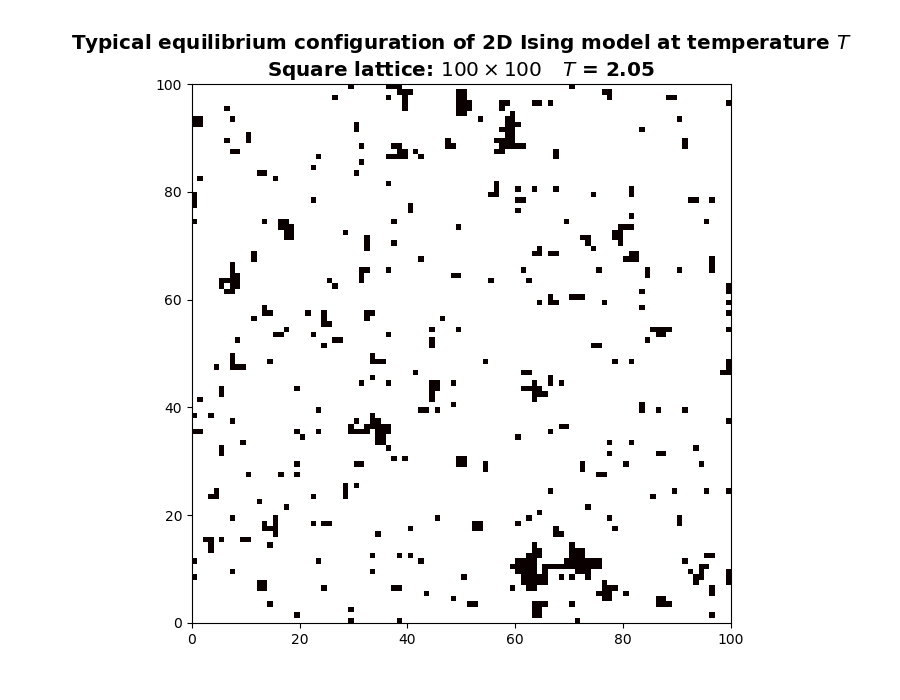 Typical equilibrium configuration of 2D Ising model at temperature T
Square lattice: 100 × 100 T = 2.05
100
80
60
40
20
0
0 20 40 60 80 100